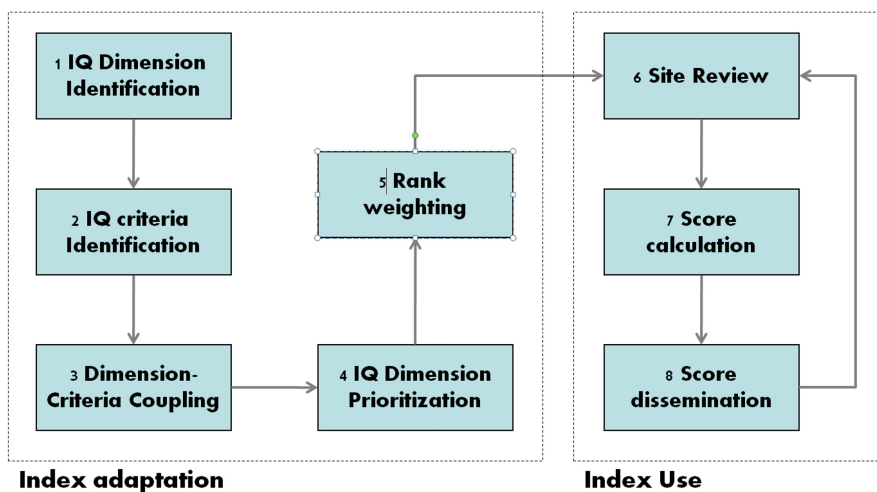 1 IQ Dimension
Identification
2 IQ criteria
Identification
3 Dimension-
Criteria Coupling
4 IQ Dimension
Prioritization
5 Rank
weighting
6 Site Review
7 Score
calculation
8 Score
dissemination
Index adaptation
Index Use